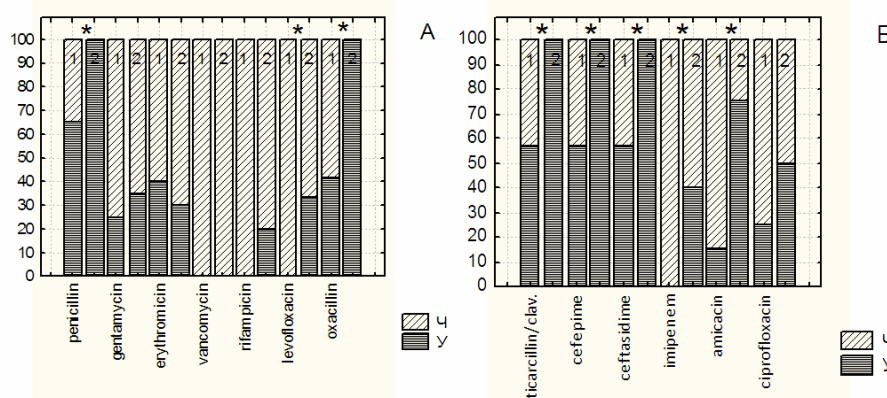 A
100
90
80
70
60
50
40
30
20
10
0
* * *
1 2 1 2 1 2 1 2 1 2 1 2 1 2
penicillin
gentamycin
erythromicin
vancomycin
rifampicin
levofloxacin
oxacillin
Ч
У
Б
100
90
80
70
60
50
40
30
20
10
0
* * * * *
1 2 1 2 1 2 1 2 1 2 1 2
ticarcillin/clav.
cefepime
ceftasidime
imipenem
amicacin
ciprofloxacin
Ч
У